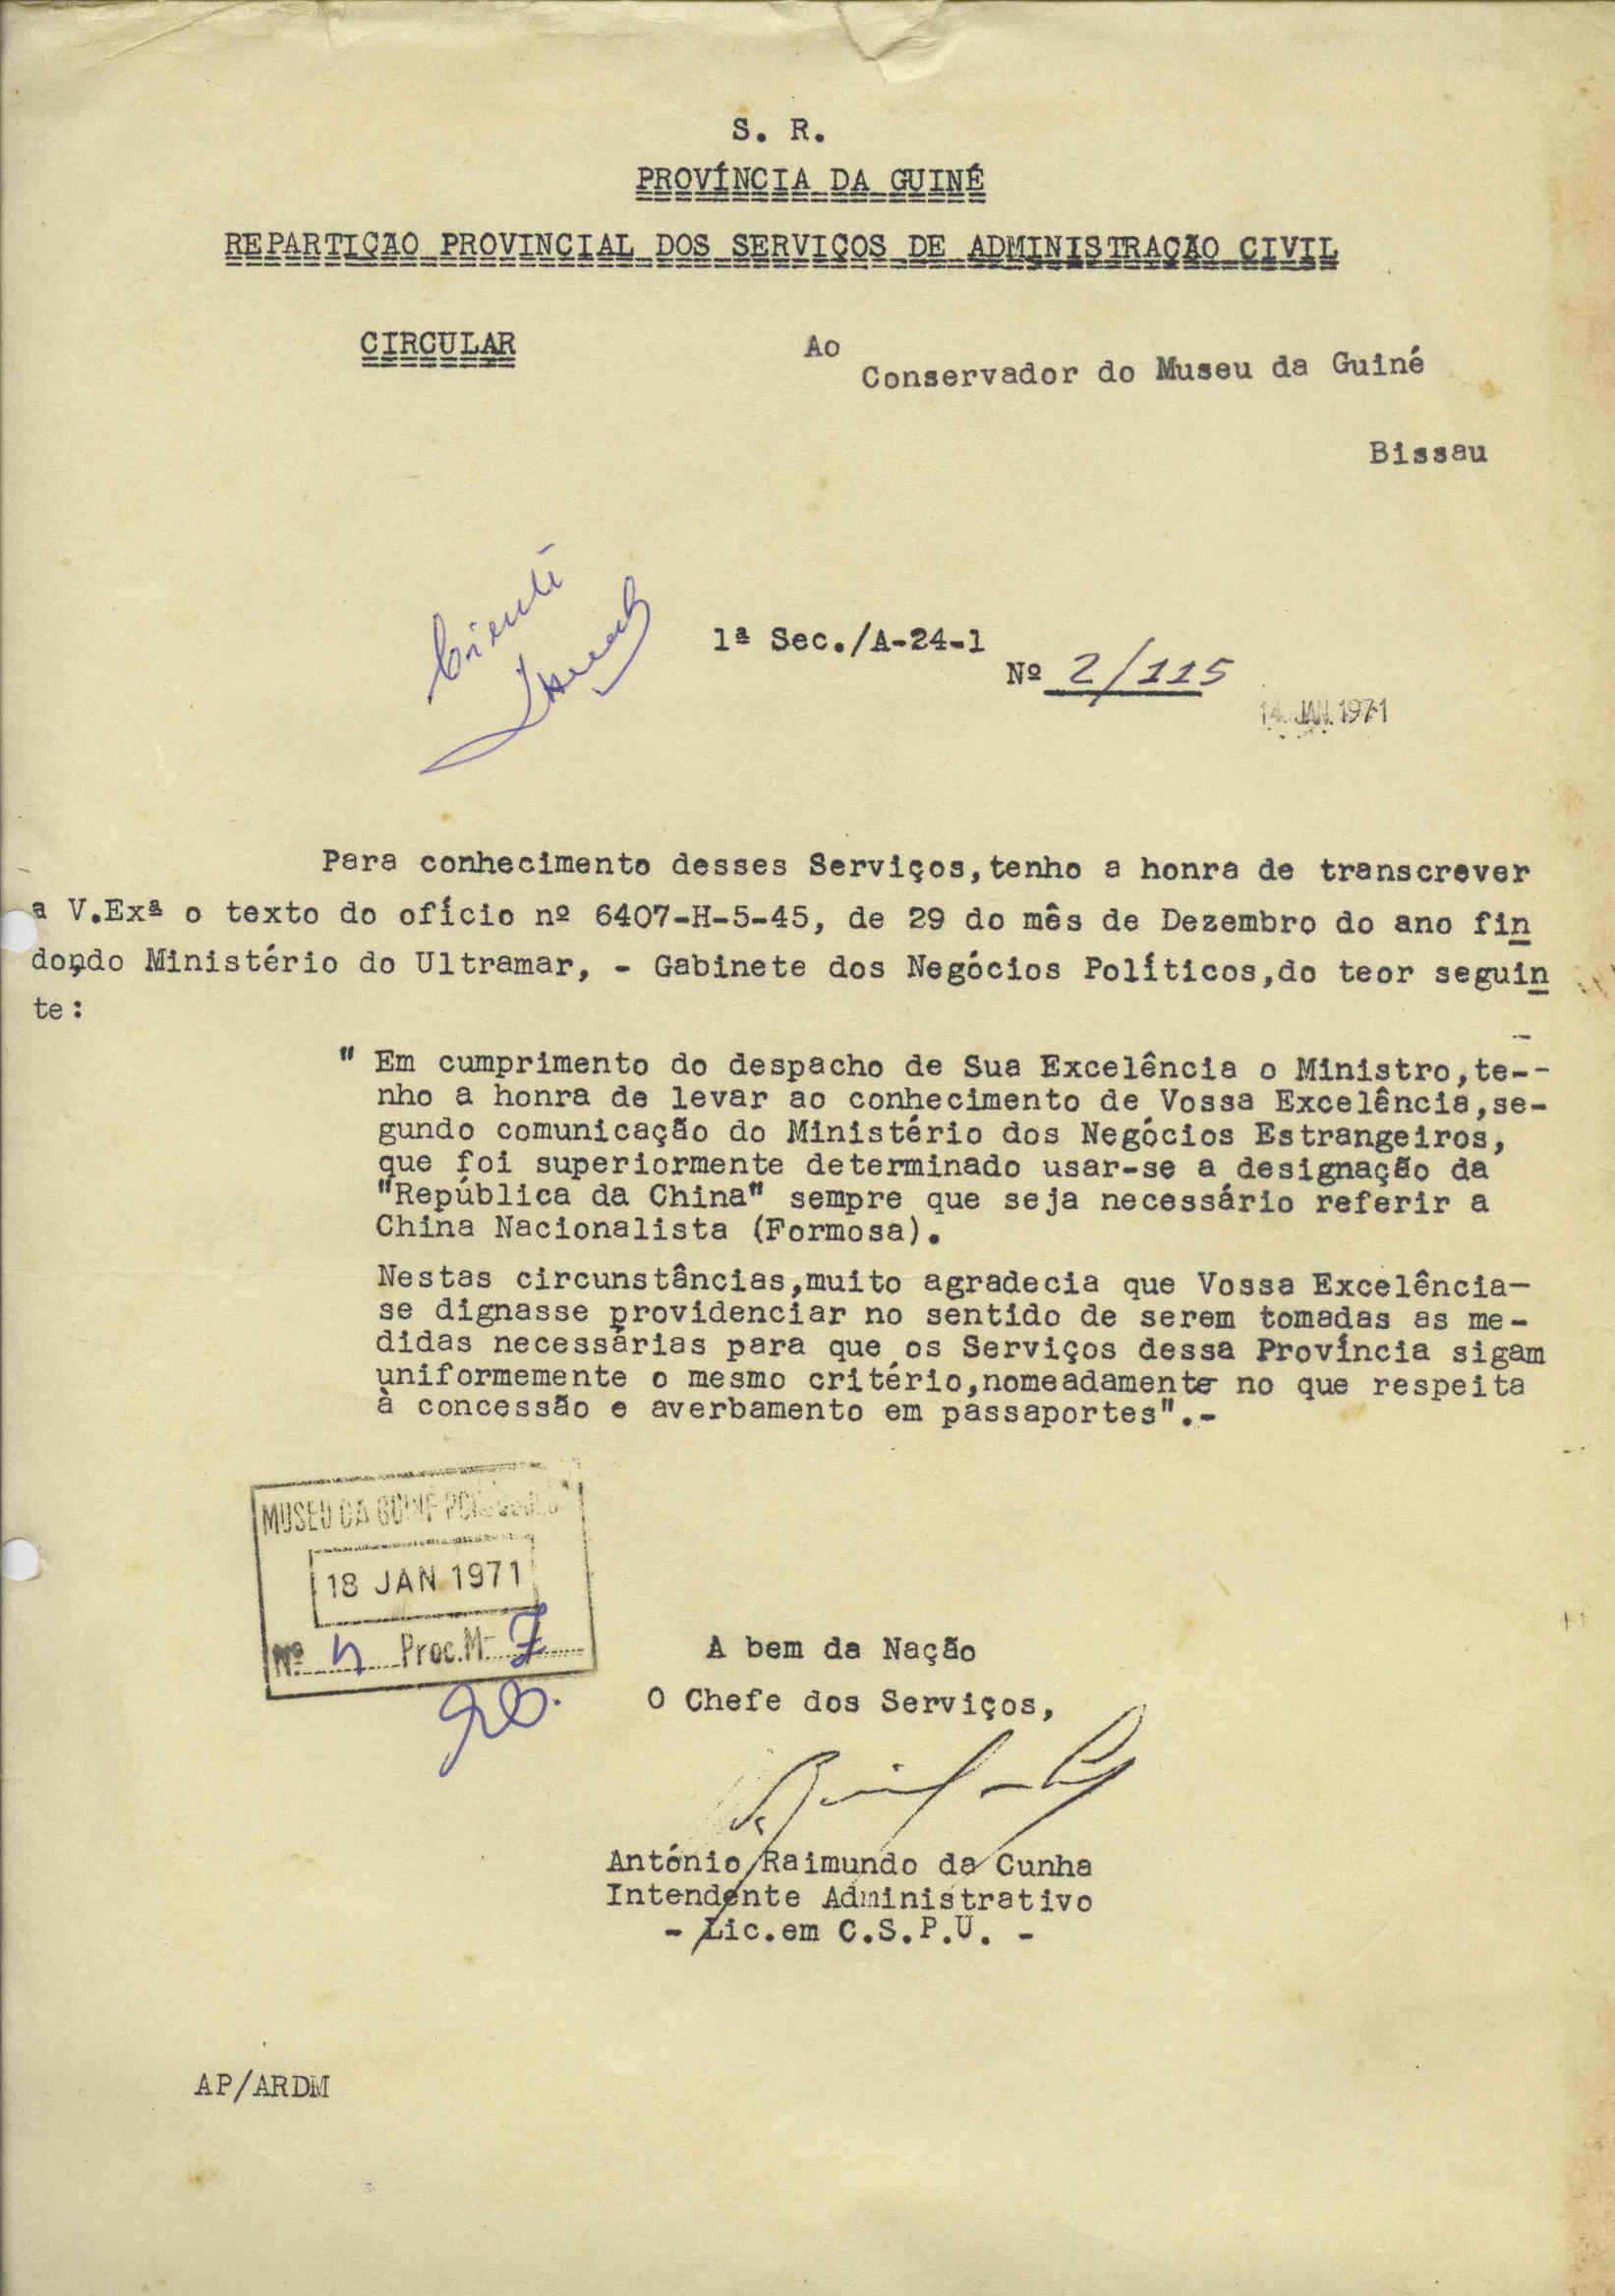 S. R.
PROVÍNCIA DA GUINÉ
REPARTIÇÃO PROVINCIAL DOS SERVIÇOS DE ADMINISTRAÇÃO CIVIL
CIRCULAR
Ao
Conservador do Museu da Guiné
Bissau
Ciente
1ª Sec./A-24-1
Nº 2/115
14 JAN. 1971
Para conhecimento desses Serviços,tenho a honra de transcrever
a V.Exª o texto do ofício nº 6407-H-5-45, de 29 do mês de Dezembro do ano fin
do,do Ministério do Ultramar, - Gabinete dos Negócios Políticos,do teor seguin
te:
" Em cumprimento do despacho de Sua Excelência o Ministro,te--
nho a honra de levar ao conhecimento de Vossa Excelência,se-
gundo comunicação do Ministério dos Negócios Estrangeiros,
que foi superiormente determinado usar-se a designação da
"República da China" sempre que seja necessário referir a
China Nacionalista (Formosa).
Nestas circunstâncias,muito agradecia que Vossa Excelência-
se dignasse providenciar no sentido de serem tomadas as me-
didas necessárias para que os Serviços dessa Província sigam
uniformemente o mesmo critério,nomeadamente no que respeita
à concessão e averbamento em passaportes".-
MUSEU DA GUINÉ PORTUGUESA
18 JAN 1971
Nº 4 Proc.M- 7
A bem da Nação
O Chefe dos Serviços,
António Raimundo da Cunha
Intendente Administrativo
- Lic.em C.S.P.U. -
AP/ARDM